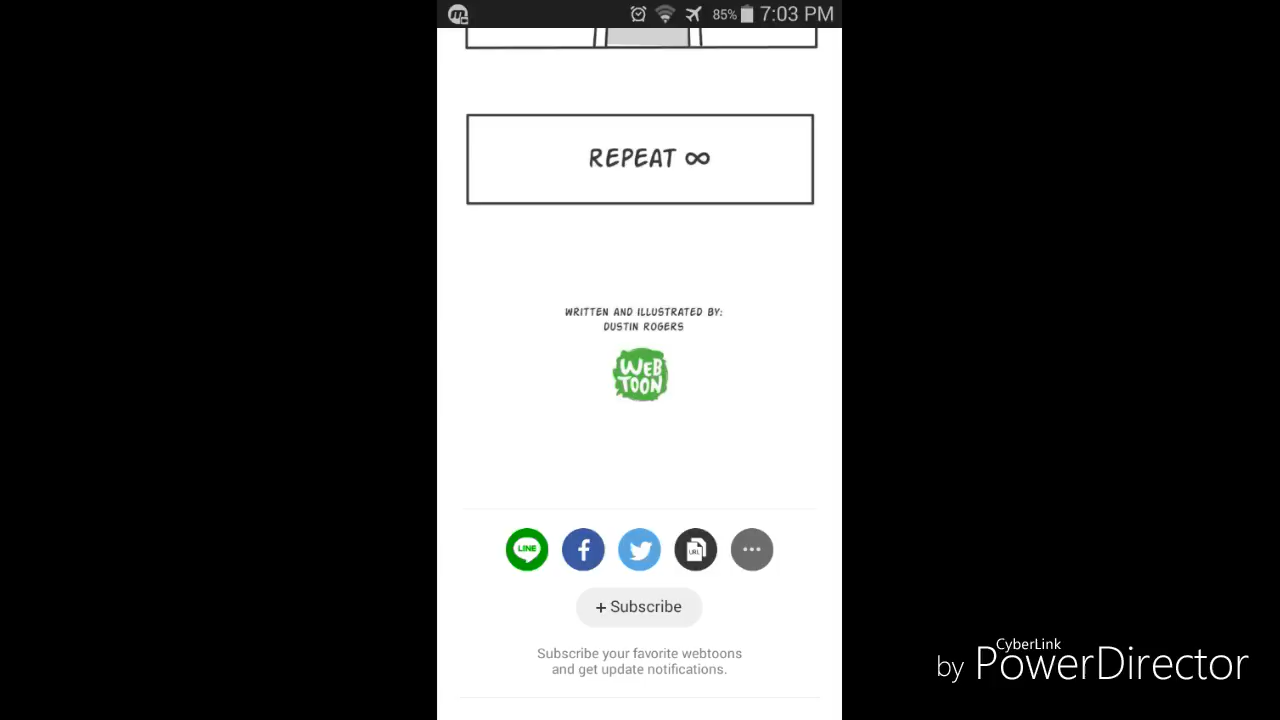 85% 7:03 PM
REPEAT ∞
WRITTEN AND ILLUSTRATED BY:
DUSTIN ROGERS
WEB
TOON
LINE
URL
+ Subscribe
Subscribe your favorite webtoons
and get update notifications.
CyberLink
by PowerDirector